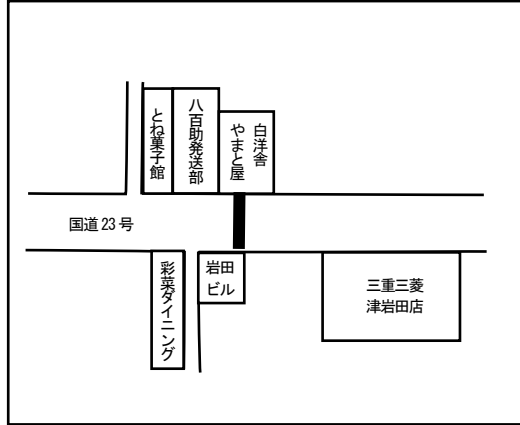 とね菓子館
八百助発送部
白洋舎
やまと屋
国道23号
彩菜ダイニング
岩田
ビル
三重三菱
津岩田店